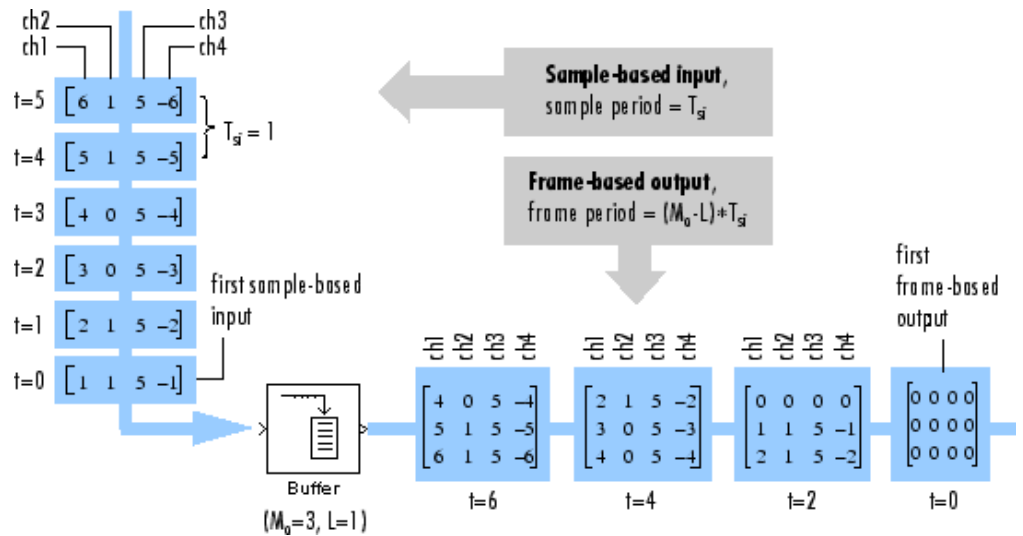 ch2
ch1
ch3
ch4
t=5 [6 1 5 −6]
t=4 [5 1 5 −5]
t=3 [4 0 5 −4]
t=2 [3 0 5 −3]
t=1 [2 1 5 −2]
t=0 [1 1 5 −1]
T_si = 1
Sample-based input,
sample period = T_si
Frame-based output,
frame period = (M_o-L)*T_si
first sample-based
input
first
frame-based
output
Buffer
(M_o=3, L=1)
ch1 ch2 ch3 ch4
4 0 5 −4
5 1 5 −5
6 1 5 −6
t=6
ch1 ch2 ch3 ch4
2 1 5 −2
3 0 5 −3
4 0 5 −4
t=4
ch1 ch2 ch3 ch4
0 0 0 0
1 1 5 −1
2 1 5 −2
t=2
0 0 0 0
0 0 0 0
0 0 0 0
t=0